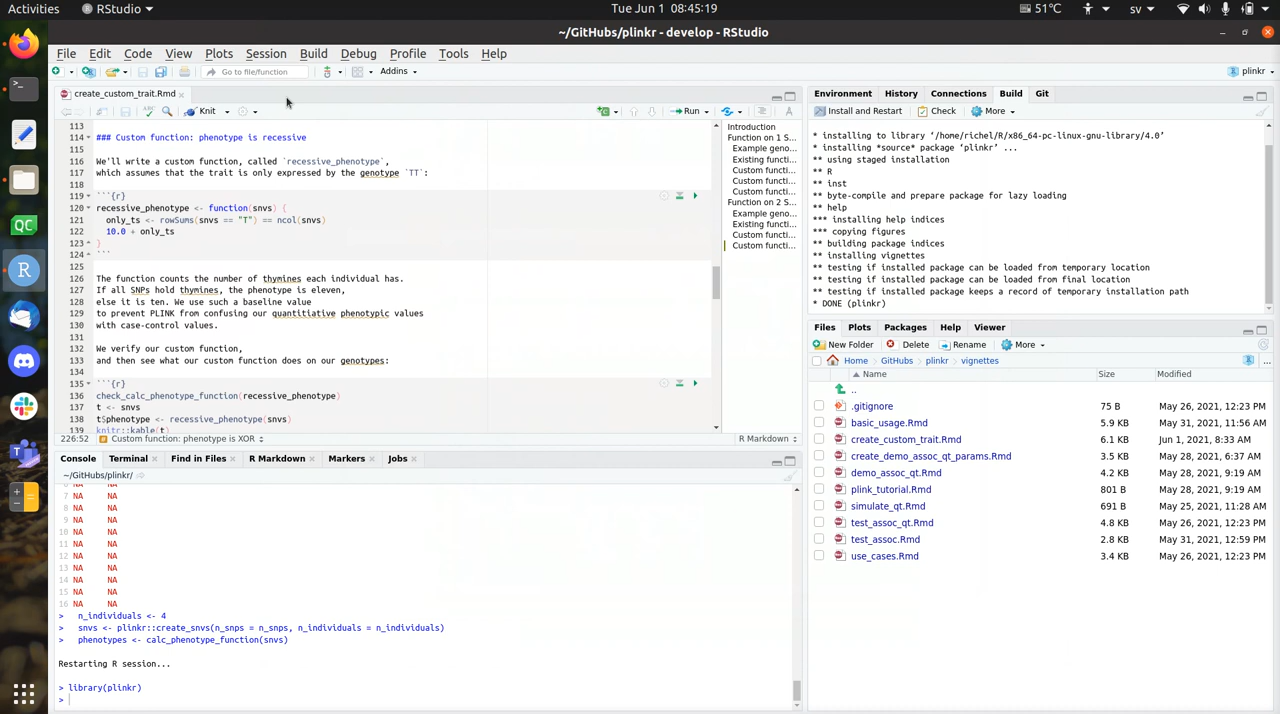 Activities
RStudio
Tue Jun 1 08:45:19
51°C
sv
~/GitHubs/plinkr - develop - RStudio
File Edit Code View Plots Session Build Debug Profile Tools Help
Go to file/function
Addins
plinkr
create_custom_trait.Rmd
Knit
Run
113
114 ### Custom function: phenotype is recessive
115
116 We'll write a custom function, called `recessive_phenotype`,
117 which assumes that the trait is only expressed by the genotype `TT`:
118
119 ```{r}
120 recessive_phenotype <- function(snvs) {
121 only_ts <- rowSums(snvs == "T") == ncol(snvs)
122 10.0 + only_ts
123 }
124 ```
125
126 The function counts the number of thymines each individual has.
127 If all SNPs hold thymines, the phenotype is eleven,
128 else it is ten. We use such a baseline value
129 to prevent PLINK from confusing our quantitiative phenotypic values
130 with case-control values.
131
132 We verify our custom function,
133 and then see what our custom function does on our genotypes:
134
135 ```{r}
136 check_calc_phenotype_function(recessive_phenotype)
137 t <- snvs
138 t$phenotype <- recessive_phenotype(snvs)
139 knitr::kable(t)
226:52 Custom function: phenotype is XOR
R Markdown
Introduction
Function on 1 S...
Example geno...
Existing functi...
Custom functi...
Custom functi...
Custom functi...
Function on 2 S...
Example geno...
Existing functi...
Custom functi...
Custom functi...
Console Terminal Find in Files R Markdown Markers Jobs
~/GitHubs/plinkr/
6 NA NA
7 NA NA
8 NA NA
9 NA NA
10 NA NA
11 NA NA
12 NA NA
13 NA NA
14 NA NA
15 NA NA
16 NA NA
> n_individuals <- 4
> snvs <- plinkr::create_snvs(n_snps = n_snps, n_individuals = n_individuals)
> phenotypes <- calc_phenotype_function(snvs)
Restarting R session...
> library(plinkr)
>
Environment History Connections Build Git
Install and Restart Check More
* installing to library ‘/home/richel/R/x86_64-pc-linux-gnu-library/4.0’
* installing *source* package ‘plinkr’ ...
** using staged installation
** R
** inst
** byte-compile and prepare package for lazy loading
** help
*** installing help indices
*** copying figures
** building package indices
** installing vignettes
** testing if installed package can be loaded from temporary location
** testing if installed package can be loaded from final location
** testing if installed package keeps a record of temporary installation path
* DONE (plinkr)
Files Plots Packages Help Viewer
New Folder Delete Rename More
Home GitHubs plinkr vignettes
...
Name Size Modified
..
.gitignore 75 B May 26, 2021, 12:23 PM
basic_usage.Rmd 5.9 KB May 31, 2021, 12:23 PM
create_custom_trait.Rmd 6.1 KB Jun 1, 2021, 8:33 AM
create_demo_assoc_qt_params.Rmd 3.5 KB May 28, 2021, 6:37 AM
demo_assoc_qt.Rmd 4.2 KB May 28, 2021, 9:19 AM
plink_tutorial.Rmd 801 B May 28, 2021, 9:19 AM
simulate_qt.Rmd 691 B May 25, 2021, 11:28 AM
test_assoc_qt.Rmd 4.8 KB May 26, 2021, 12:23 PM
test_assoc.Rmd 2.8 KB May 31, 2021, 12:59 PM
use_cases.Rmd 3.4 KB May 26, 2021, 12:23 PM
QC
R